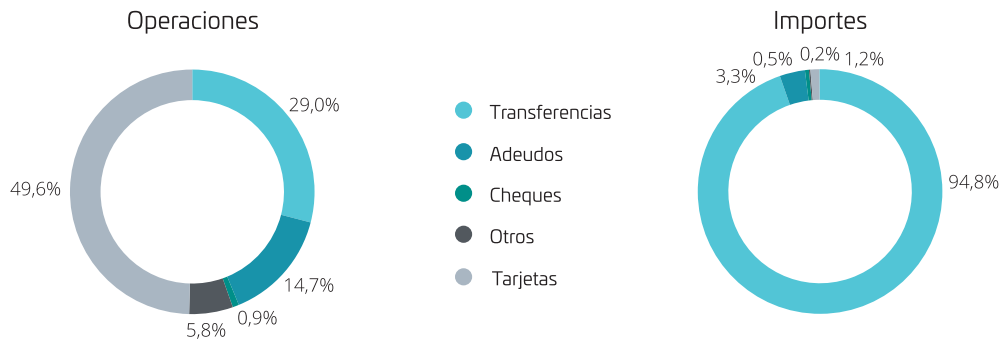 Operaciones
29,0%
14,7%
0,9%
5,8%
49,6%
Transferencias
Adeudos
Cheques
Otros
Tarjetas
Importes
3,3%
0,5%
0,2%
1,2%
94,8%